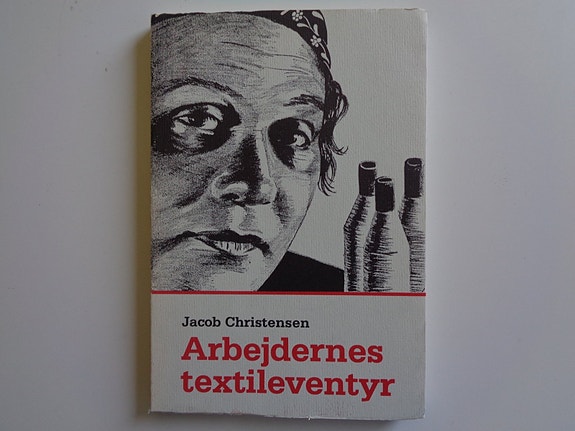 Jacob Christensen
Arbejdernes
textileventyr